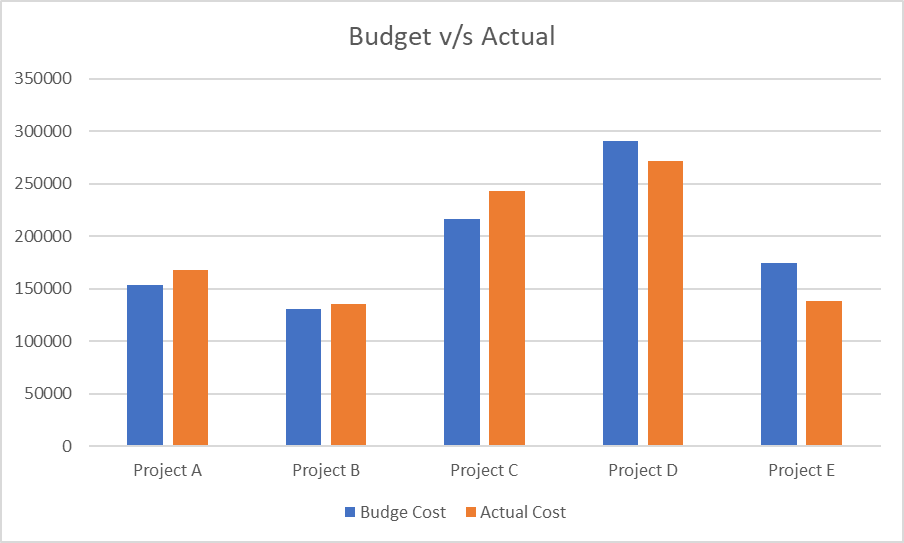 Budget v/s Actual
350000
300000
250000
200000
150000
100000
50000
0
Project A Project B Project C Project D Project E
Budge Cost Actual Cost